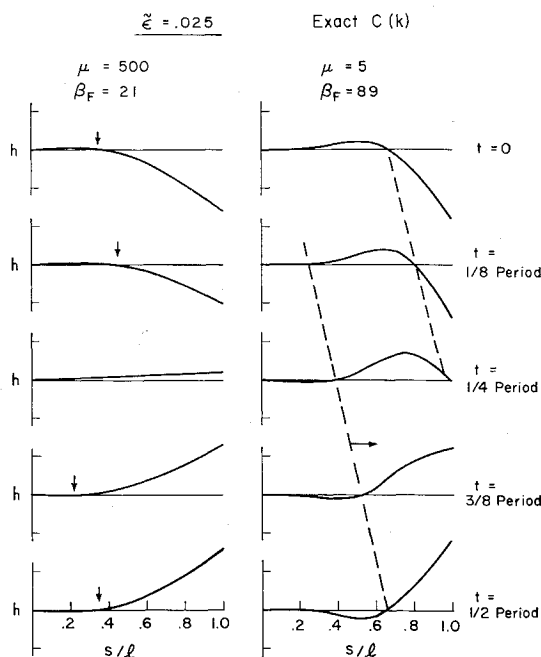 ε̃ = .025 Exact C (k)
μ = 500 μ = 5
β_F = 21 β_F = 89
h t = 0
h t = 1/8 Period
h t = 1/4 Period
h t = 3/8 Period
h t = 1/2 Period
.2 .4 .6 .8 1.0 .2 .4 .6 .8 1.0
s/ℓ s/ℓ